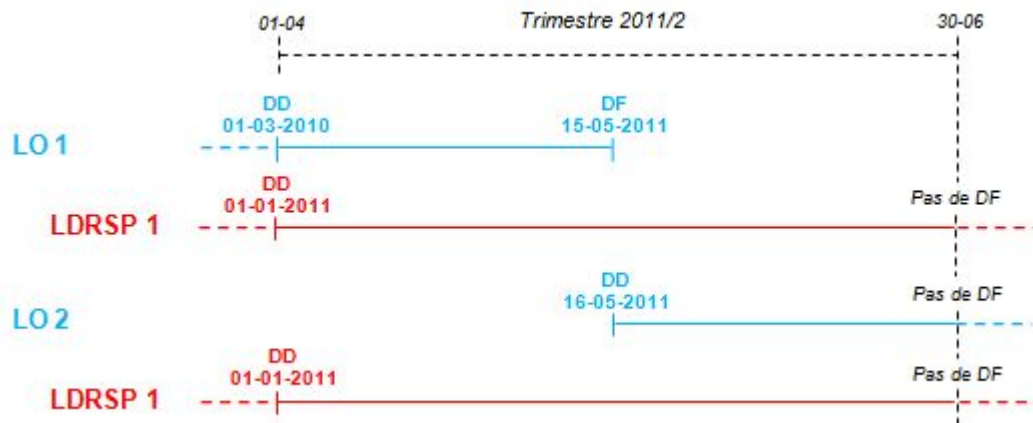 01-04 Trimestre 2011/2 30-06
DD DF
01-03-2010 15-05-2011
LO 1
DD
01-01-2011 Pas de DF
LDRSP 1
DD
16-05-2011 Pas de DF
LO 2
DD
01-01-2011 Pas de DF
LDRSP 1